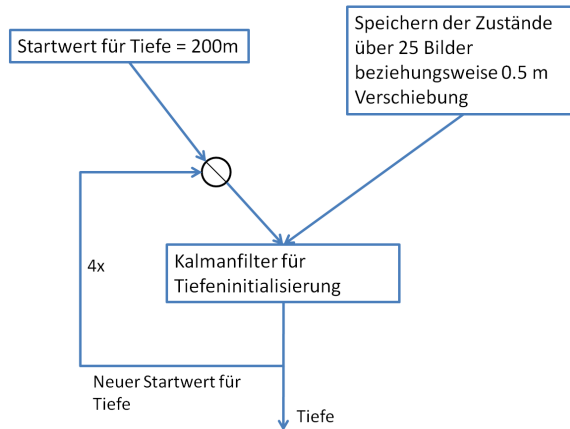 Startwert für Tiefe = 200m
Speichern der Zustände
über 25 Bilder
beziehungsweise 0.5 m
Verschiebung
4x
Kalmanfilter für
Tiefeninitialisierung
Neuer Startwert für
Tiefe
Tiefe